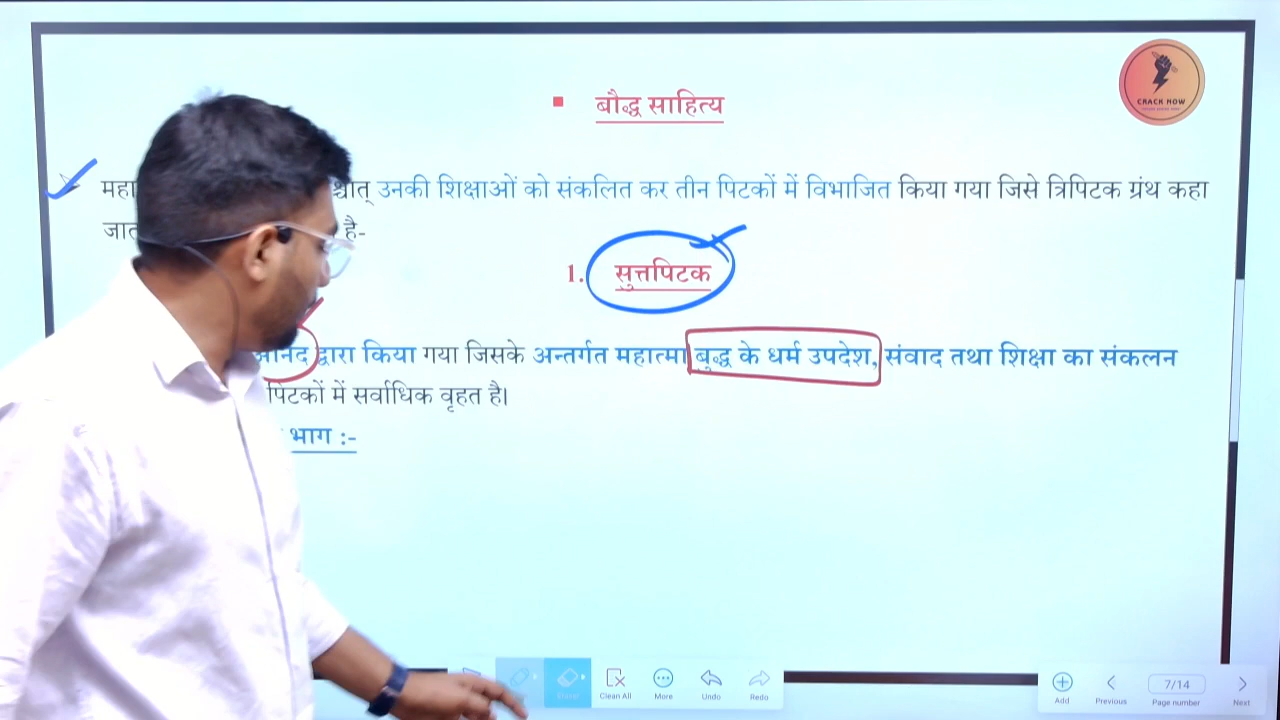 बौद्ध साहित्य
CRACK NOW
महा श्चात् उनकी शिक्षाओं को संकलित कर तीन पिटकों में विभाजित किया गया जिसे त्रिपिटक ग्रंथ कहा
जात है-
1. सुत्तपिटक
आनंद द्वारा किया गया जिसके अन्तर्गत महात्मा बुद्ध के धर्म उपदेश, संवाद तथा शिक्षा का संकलन
पिटकों में सर्वाधिक वृहत है।
भाग :-
Clean All More Undo Redo
Add Previous 7/14 Page number Next